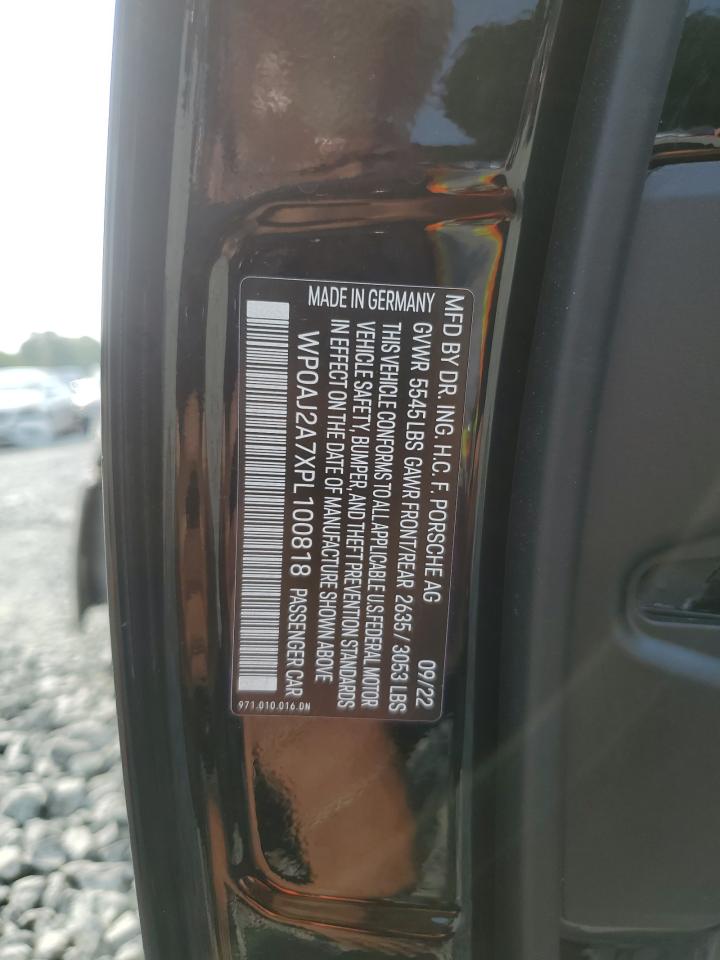 MFD BY DR. ING. H.C. F. PORSCHE AG
09/22
GVWR 5545 LBS GAWR FRONT/REAR 2635 / 3053 LBS
THIS VEHICLE CONFORMS TO ALL APPLICABLE U.S. FEDERAL MOTOR
VEHICLE SAFETY, BUMPER, AND THEFT PREVENTION STANDARDS
IN EFFECT ON THE DATE OF MANUFACTURE SHOWN ABOVE
MADE IN GERMANY
WP0AJ2A7XPL100818 PASSENGER CAR
971.010.016.DN